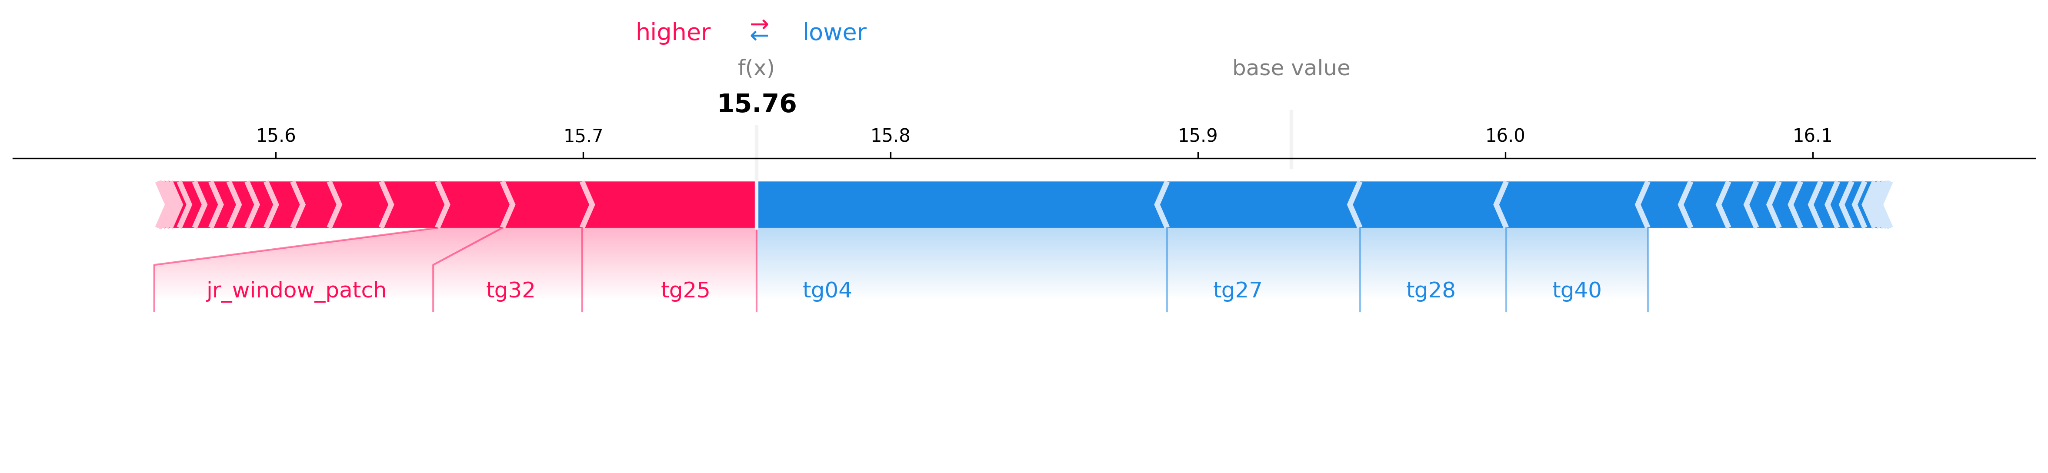 higher ⇄ lower
f(x) base value
15.76
15.6 15.7 15.8 15.9 16.0 16.1
jr_window_patch tg32 tg25 tg04 tg27 tg28 tg40